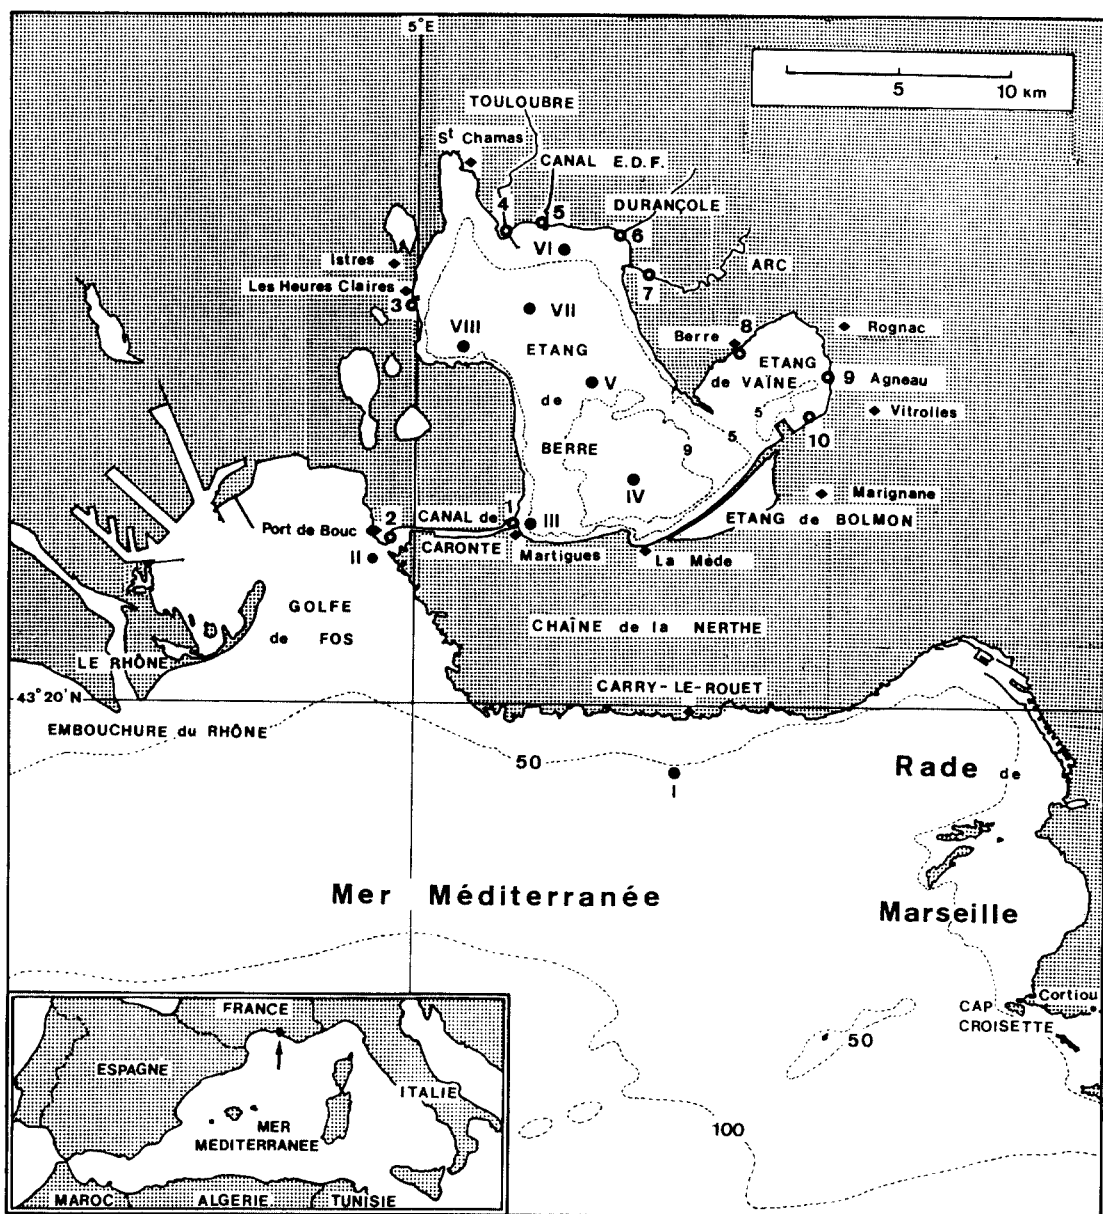 5°E
5
10 Km
TOULOUBRE
St Chamas
CANAL E.D.F.
4
5
DURANÇOLE
6
VI
ARC
Istres
7
Les Heures Claires
3
VII
VIII
8
Rognac
Berre
ETANG
ETANG
de VAÏNE
9 Agneau
V
de
5
Vitrolles
5
10
BERRE
9
IV
Marignane
ETANG de BOLMON
1
III
2
CANAL de
Port de Bouc
CARONTE
Martigues
La Mède
II
GOLFE
de FOS
CHAÎNE de la NERTHE
LE RHÔNE
43°20'N
CARRY-LE-ROUET
EMBOUCHURE du RHÔNE
50
Rade de
I
Mer Méditerranée
Marseille
Cortiou
CAP
CROISETTE
50
100
FRANCE
ESPAGNE
ITALIE
MER
MEDITERRANEE
MAROC
ALGERIE
TUNISIE